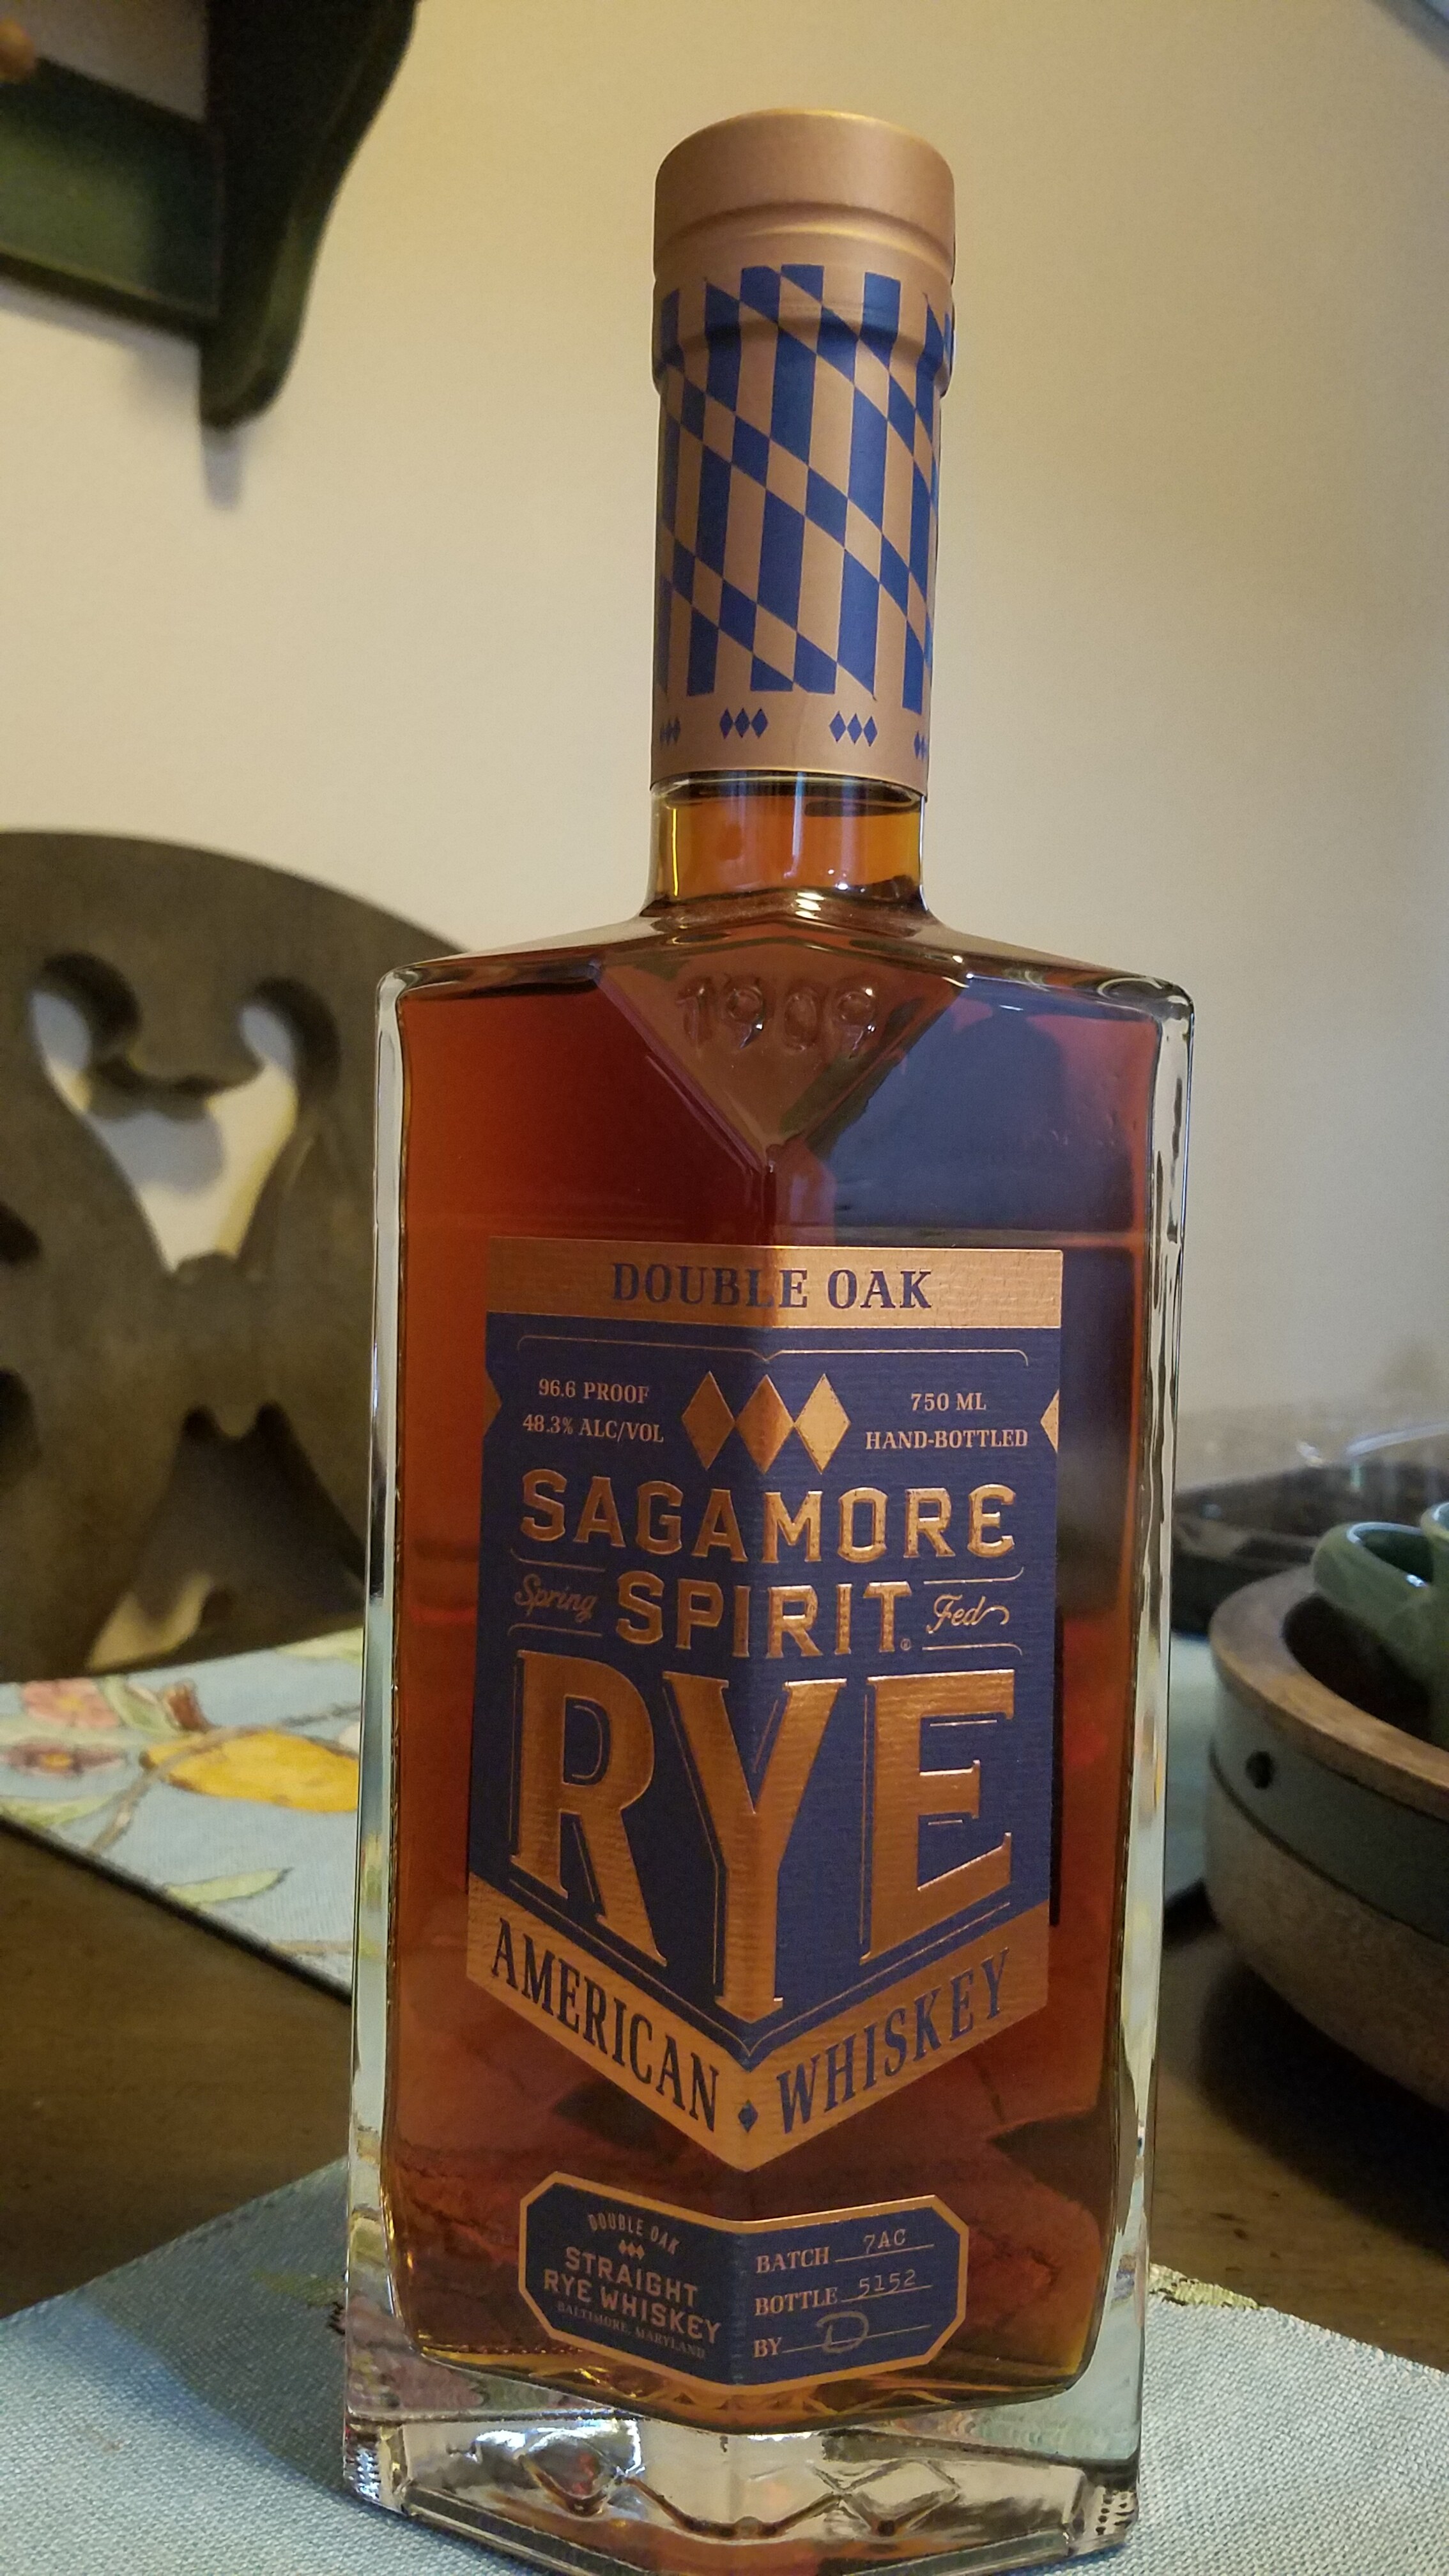 1909
DOUBLE OAK
96.6 PROOF
48.3% ALC/VOL
750 ML
HAND-BOTTLED
SAGAMORE
Spring SPIRIT® Fed
RYE
AMERICAN ♦ WHISKEY
DOUBLE OAK
STRAIGHT
RYE WHISKEY
BALTIMORE, MARYLAND
BATCH 7AC
BOTTLE 5152
BY D